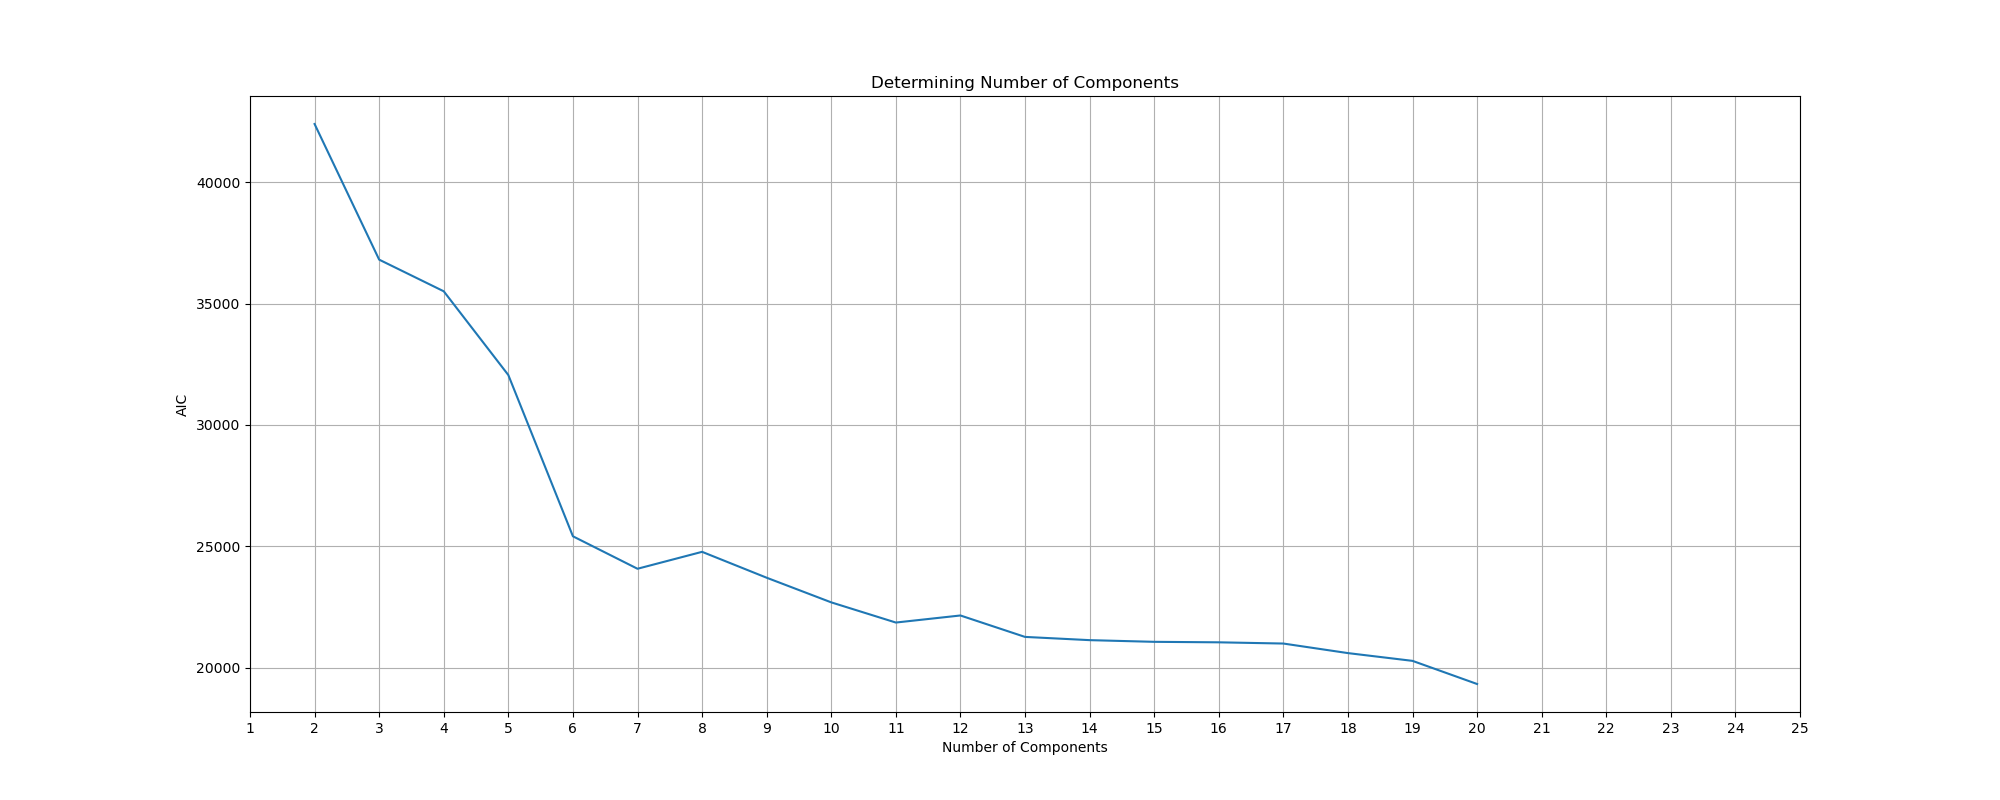 Determining Number of Components
AIC
40000
35000
30000
25000
20000
1 2 3 4 5 6 7 8 9 10 11 12 13 14 15 16 17 18 19 20 21 22 23 24 25
Number of Components